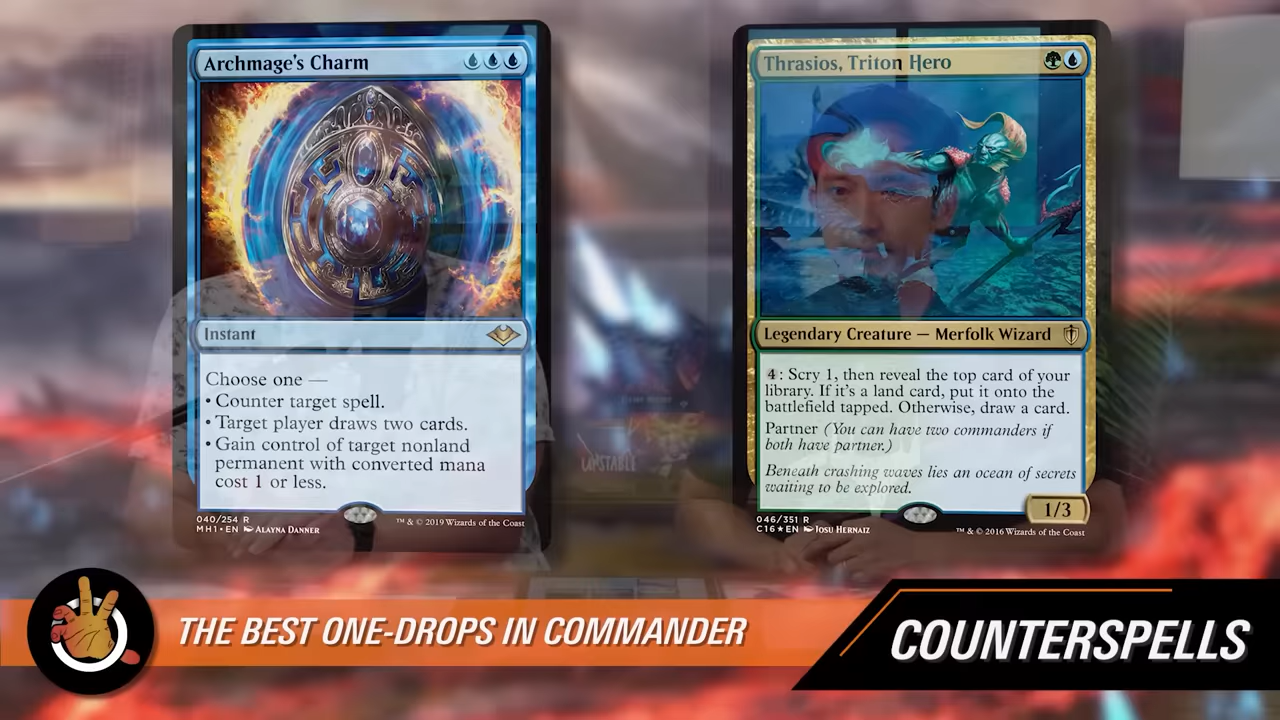 Archmage's Charm
Instant
Choose one —
• Counter target spell.
• Target player draws two cards.
• Gain control of target nonland
permanent with converted mana
cost 1 or less.
040/254 R
MH1 • EN ALAYNA DANNER
™ & © 2019 Wizards of the Coast
Thrasios, Triton Hero
Legendary Creature — Merfolk Wizard
4: Scry 1, then reveal the top card of your
library. If it's a land card, put it onto the
battlefield tapped. Otherwise, draw a card.
Partner (You can have two commanders if
both have partner.)
Beneath crashing waves lies an ocean of secrets
waiting to be explored.
1/3
046/351 R
C16 ★ EN JOSU HERNAIZ
™ & © 2016 Wizards of the Coast
UNSTABLE
THE BEST ONE-DROPS IN COMMANDER
COUNTERSPELLS